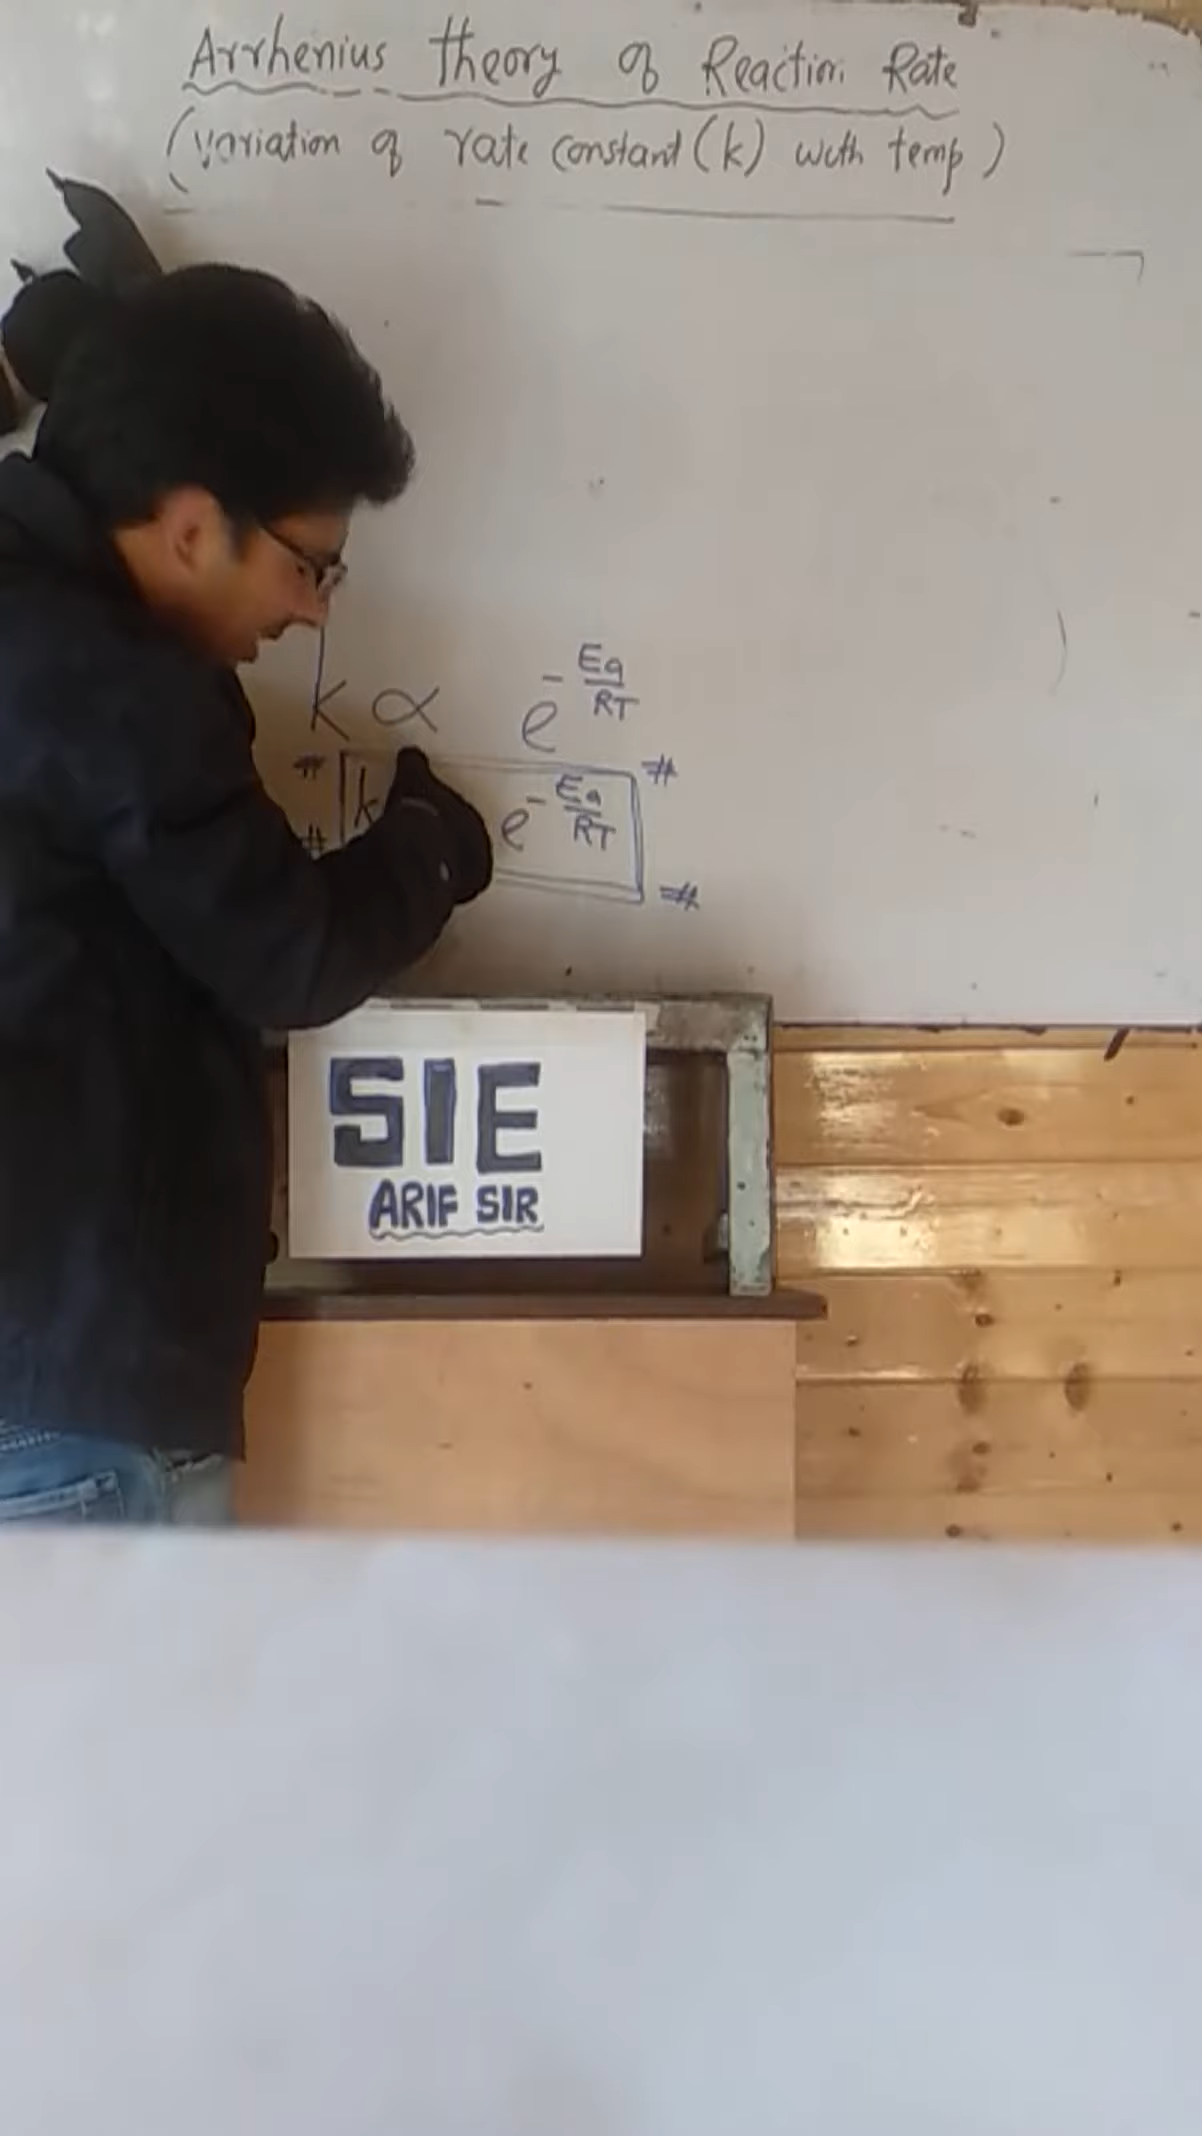 Arrhenius theory of Reaction Rate
(variation of rate constant (k) with temp)
k ∝ e^-Ea/RT
# #
k e^-Ea/RT
# #
SIE
ARIF SIR